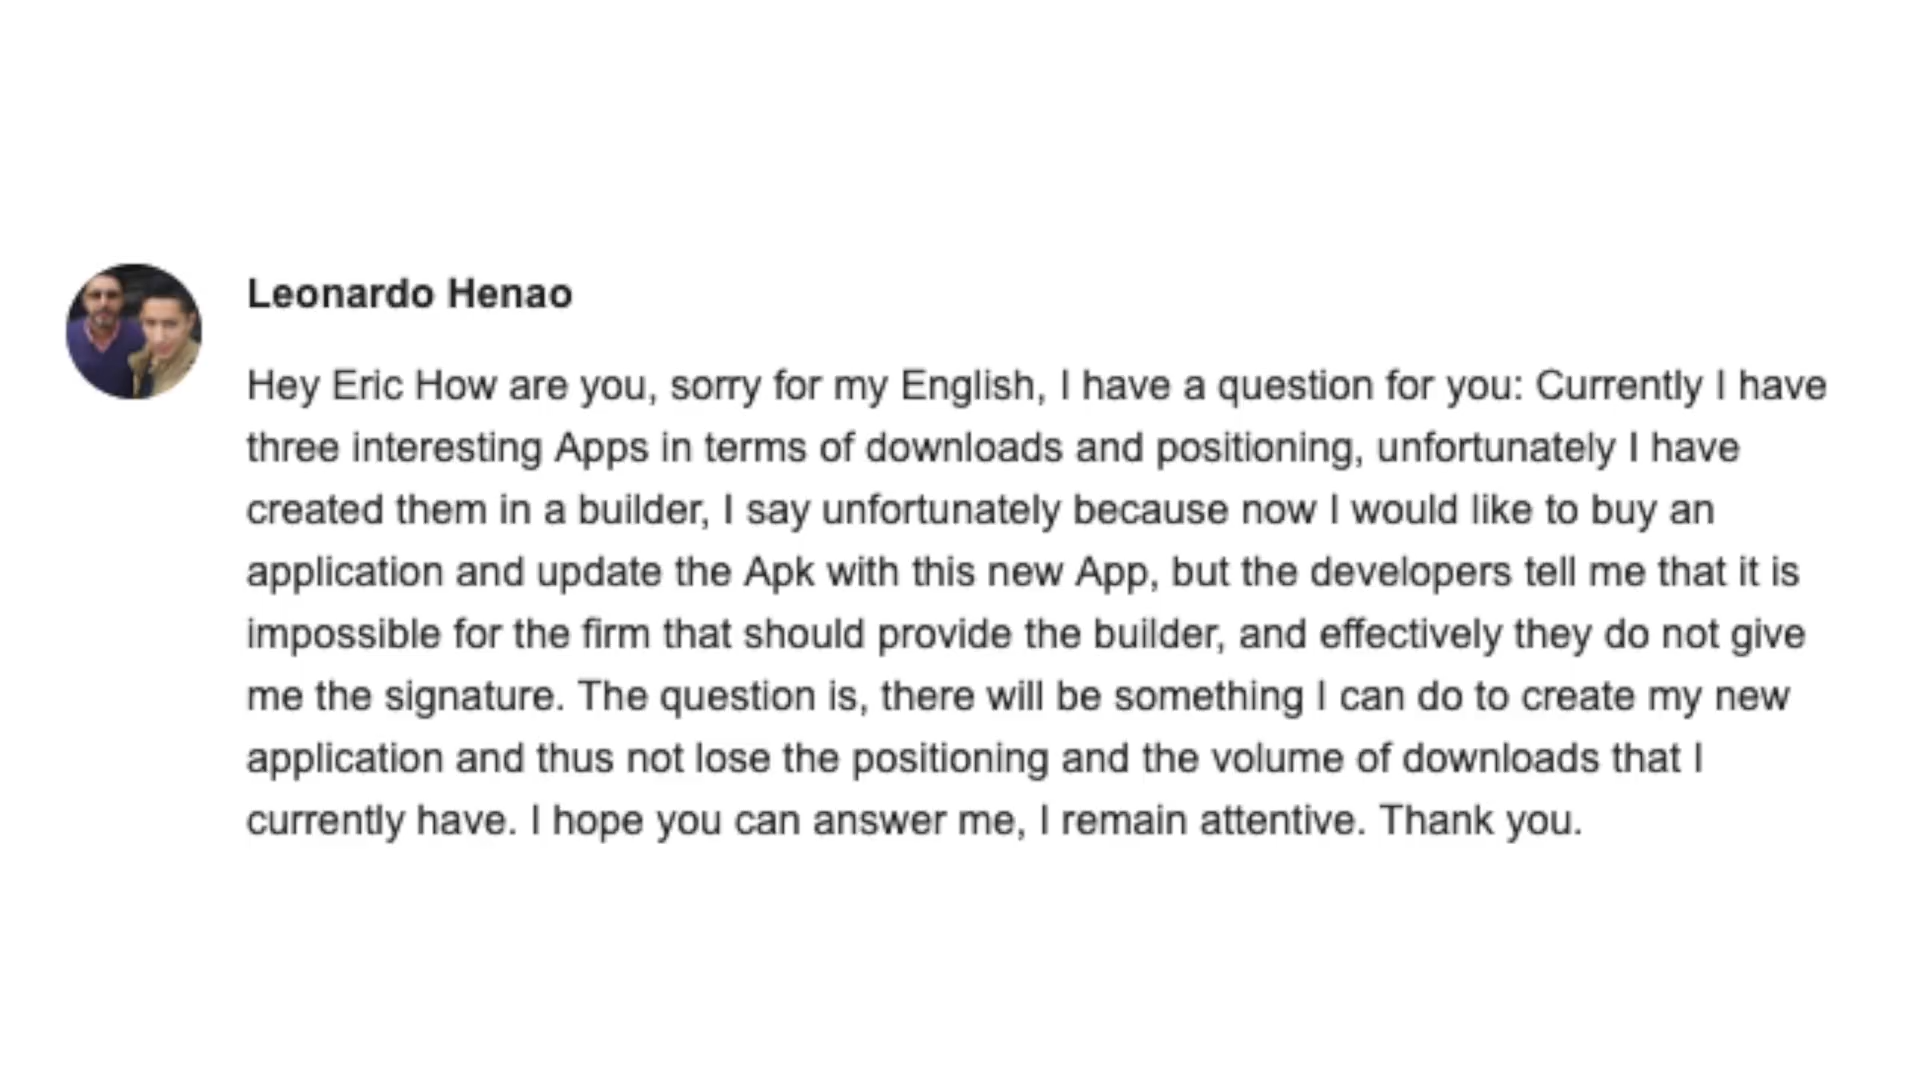 Leonardo Henao
Hey Eric How are you, sorry for my English, I have a question for you: Currently I have
three interesting Apps in terms of downloads and positioning, unfortunately I have
created them in a builder, I say unfortunately because now I would like to buy an
application and update the Apk with this new App, but the developers tell me that it is
impossible for the firm that should provide the builder, and effectively they do not give
me the signature. The question is, there will be something I can do to create my new
application and thus not lose the positioning and the volume of downloads that I
currently have. I hope you can answer me, I remain attentive. Thank you.